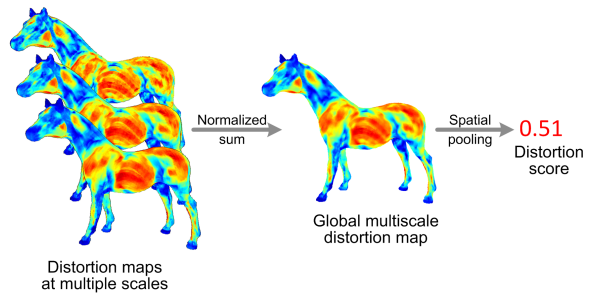 Normalized
sum
Spatial
pooling
0.51
Distortion
score
Global multiscale
distortion map
Distortion maps
at multiple scales